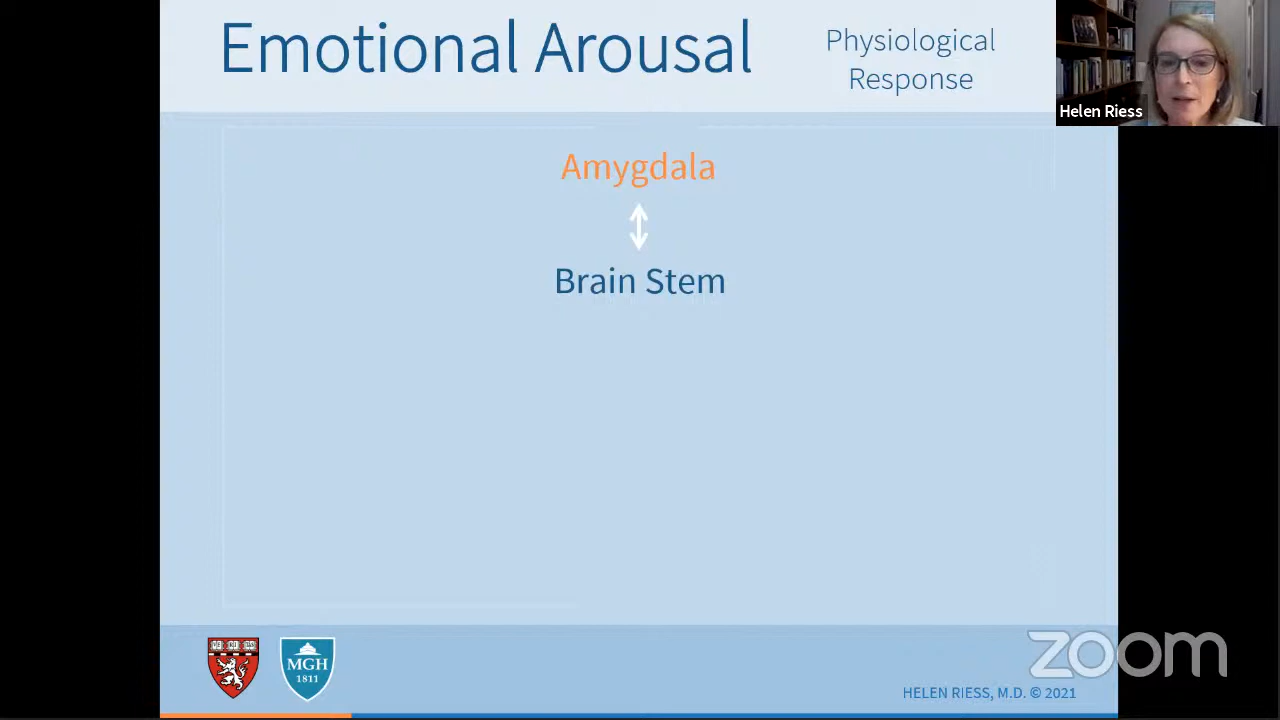 Emotional Arousal
Physiological
Response
Helen Riess
Amygdala
Brain Stem
MGH
1811
zoom
HELEN RIESS, M.D. © 2021